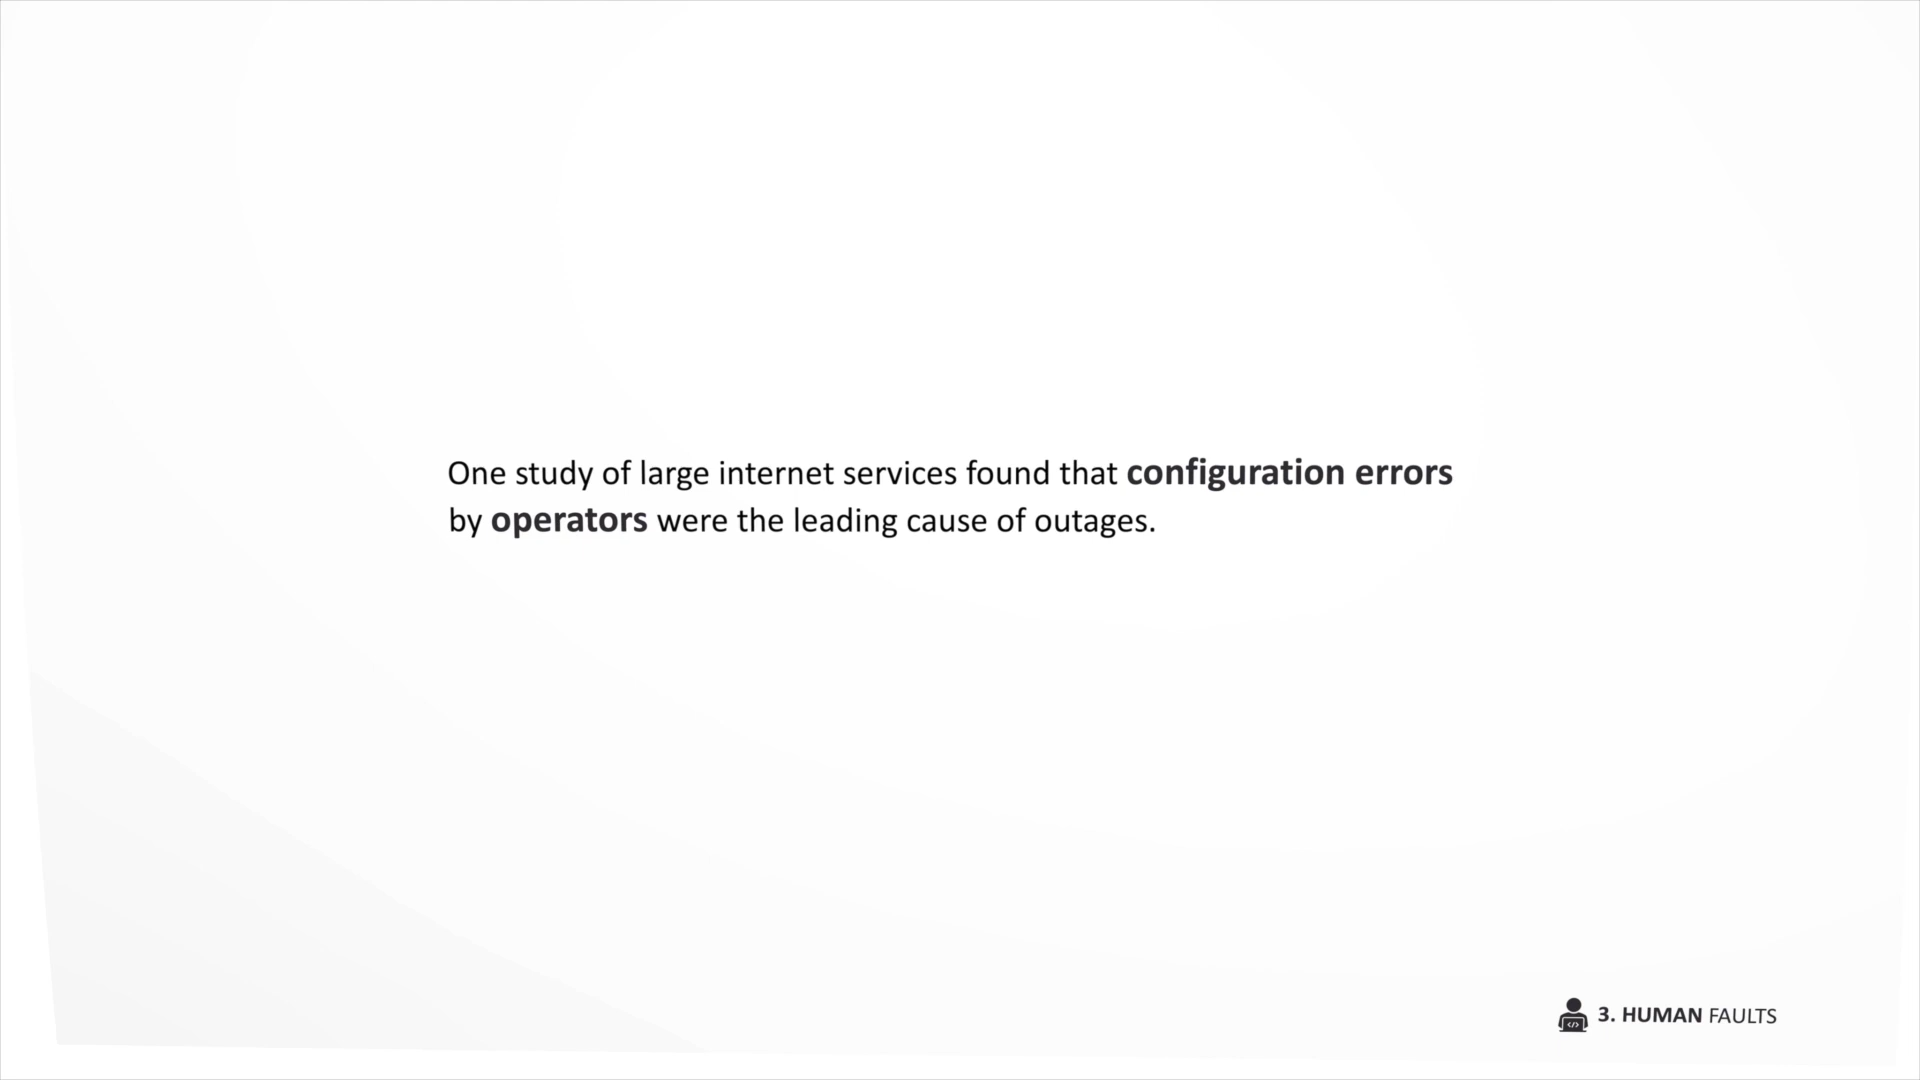 One study of large internet services found that configuration errors
by operators were the leading cause of outages.
3. HUMAN FAULTS